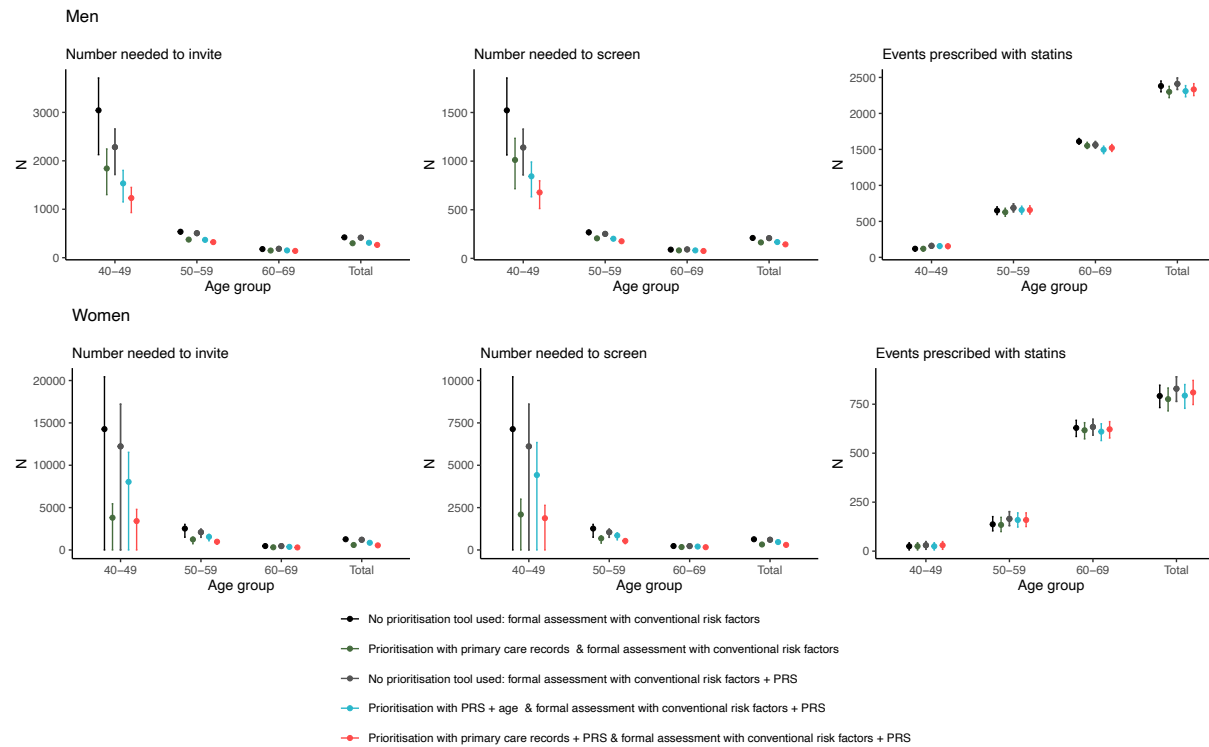 Men
Number needed to invite
Number needed to screen
Events prescribed with statins
N
3000
2000
1000
0
40−49
50−59
60−69
Total
Age group
N
1500
1000
500
0
40−49
50−59
60−69
Total
Age group
N
2500
2000
1500
1000
500
0
40−49
50−59
60−69
Total
Age group
Women
Number needed to invite
Number needed to screen
Events prescribed with statins
N
20000
15000
10000
5000
0
40−49
50−59
60−69
Total
Age group
N
10000
7500
5000
2500
0
40−49
50−59
60−69
Total
Age group
N
750
500
250
0
40−49
50−59
60−69
Total
Age group
No prioritisation tool used: formal assessment with conventional risk factors
Prioritisation with primary care records & formal assessment with conventional risk factors
No prioritisation tool used: formal assessment with conventional risk factors + PRS
Prioritisation with PRS + age & formal assessment with conventional risk factors + PRS
Prioritisation with primary care records + PRS & formal assessment with conventional risk factors + PRS